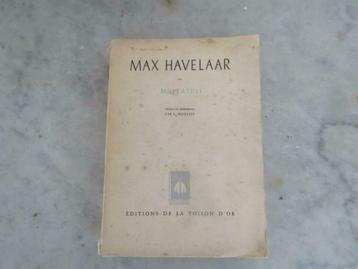 MAX HAVELAAR
MULTATULI
EDITIONS DE LA TOISON D'OR